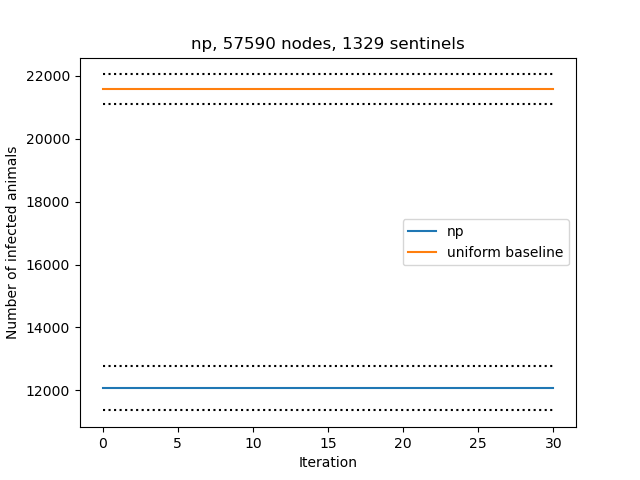 np, 57590 nodes, 1329 sentinels
22000
20000
18000
16000
14000
12000
Number of infected animals
np
uniform baseline
0 5 10 15 20 25 30
Iteration